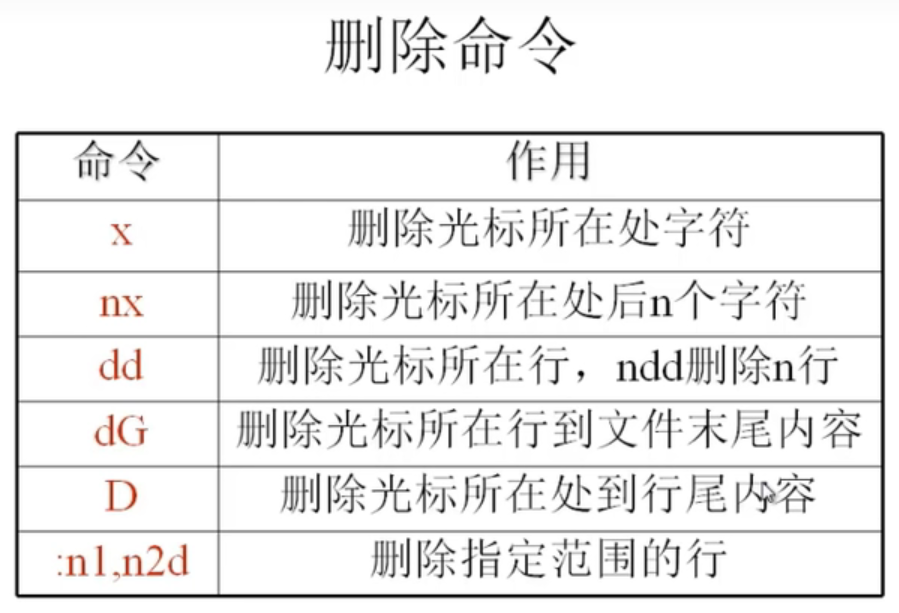 删除命令
命令 作用
x 删除光标所在处字符
nx 删除光标所在处后n个字符
dd 删除光标所在行，ndd删除n行
dG 删除光标所在行到文件末尾内容
D 删除光标所在处到行尾内容
:n1,n2d 删除指定范围的行